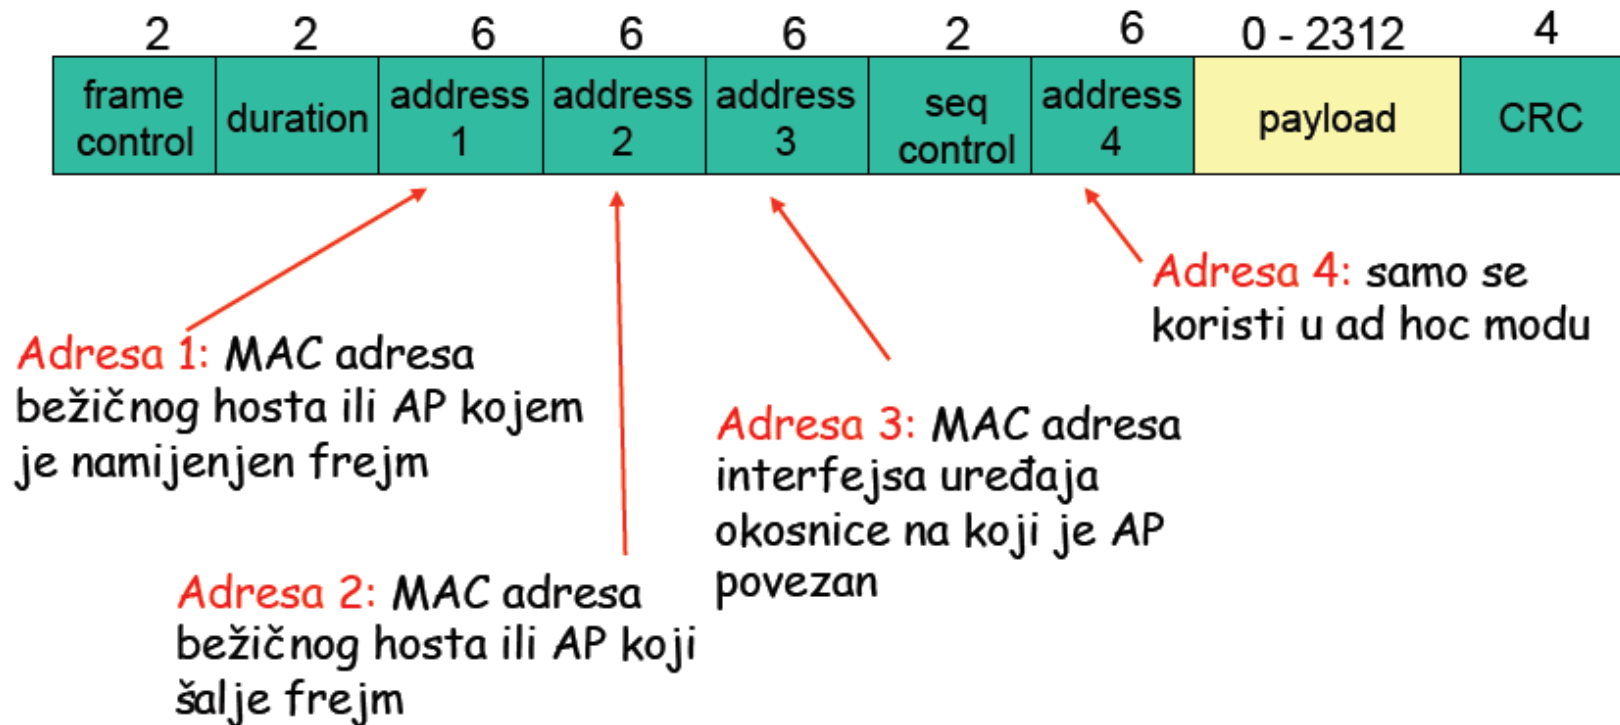 2 2 6 6 6 2 6 0 - 2312 4
frame control duration address 1 address 2 address 3 seq control address 4 payload CRC
Adresa 1: MAC adresa
bežičnog hosta ili AP kojem
je namijenjen frejm
Adresa 2: MAC adresa
bežičnog hosta ili AP koji
šalje frejm
Adresa 3: MAC adresa
interfejsa uređaja
okosnice na koji je AP
povezan
Adresa 4: samo se
koristi u ad hoc modu